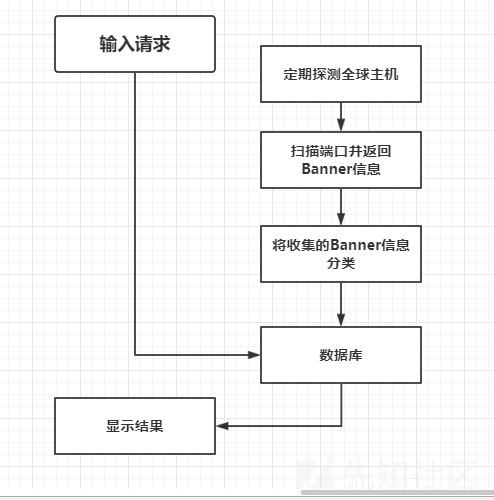 输入请求
定期探测全球主机
扫描端口并返回
Banner信息
将收集的Banner信息
分类
数据库
显示结果
先知社区